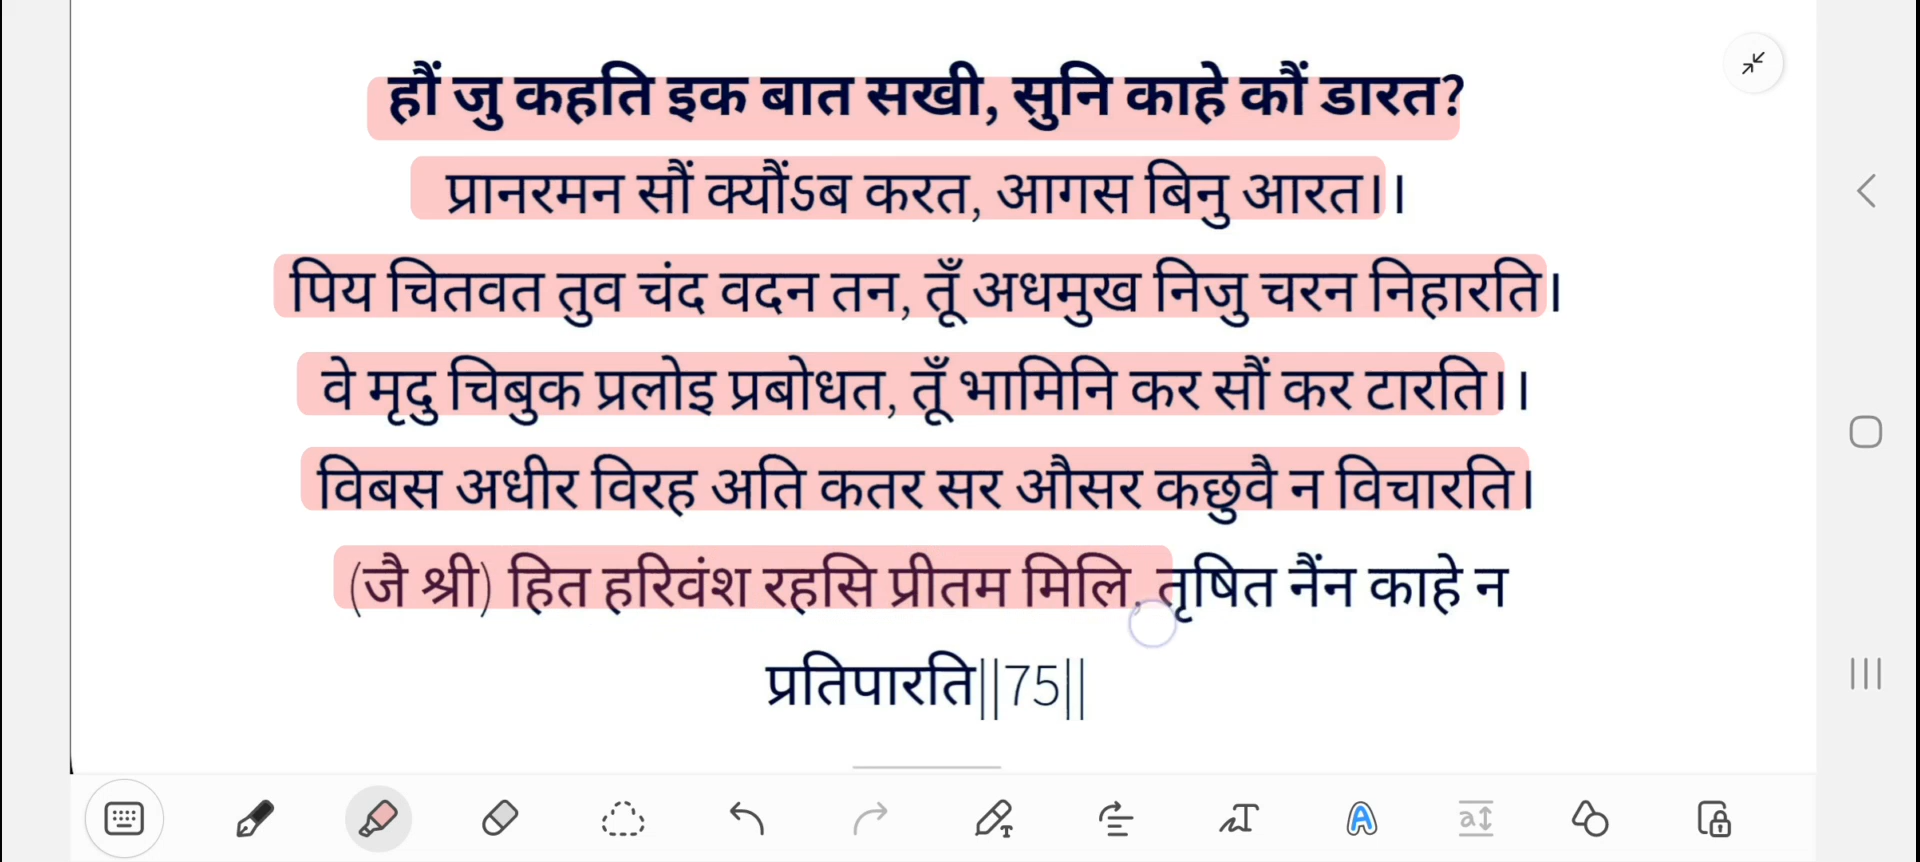 हौं जु कहति इक बात सखी, सुनि काहे कौं डारत?
प्रानरमन सौं क्यौंऽब करत, आगस बिनु आरत।।
पिय चितवत तुव चंद वदन तन, तूँ अधमुख निजु चरन निहारति।
वे मृदु चिबुक प्रलोइ प्रबोधत, तूँ भामिनि कर सौं कर टारति।।
विबस अधीर विरह अति कतर सर औसर कछुवै न विचारति।
(जै श्री) हित हरिवंश रहसि प्रीतम मिलि, तृषित नैंन काहे न
प्रतिपारति||75||